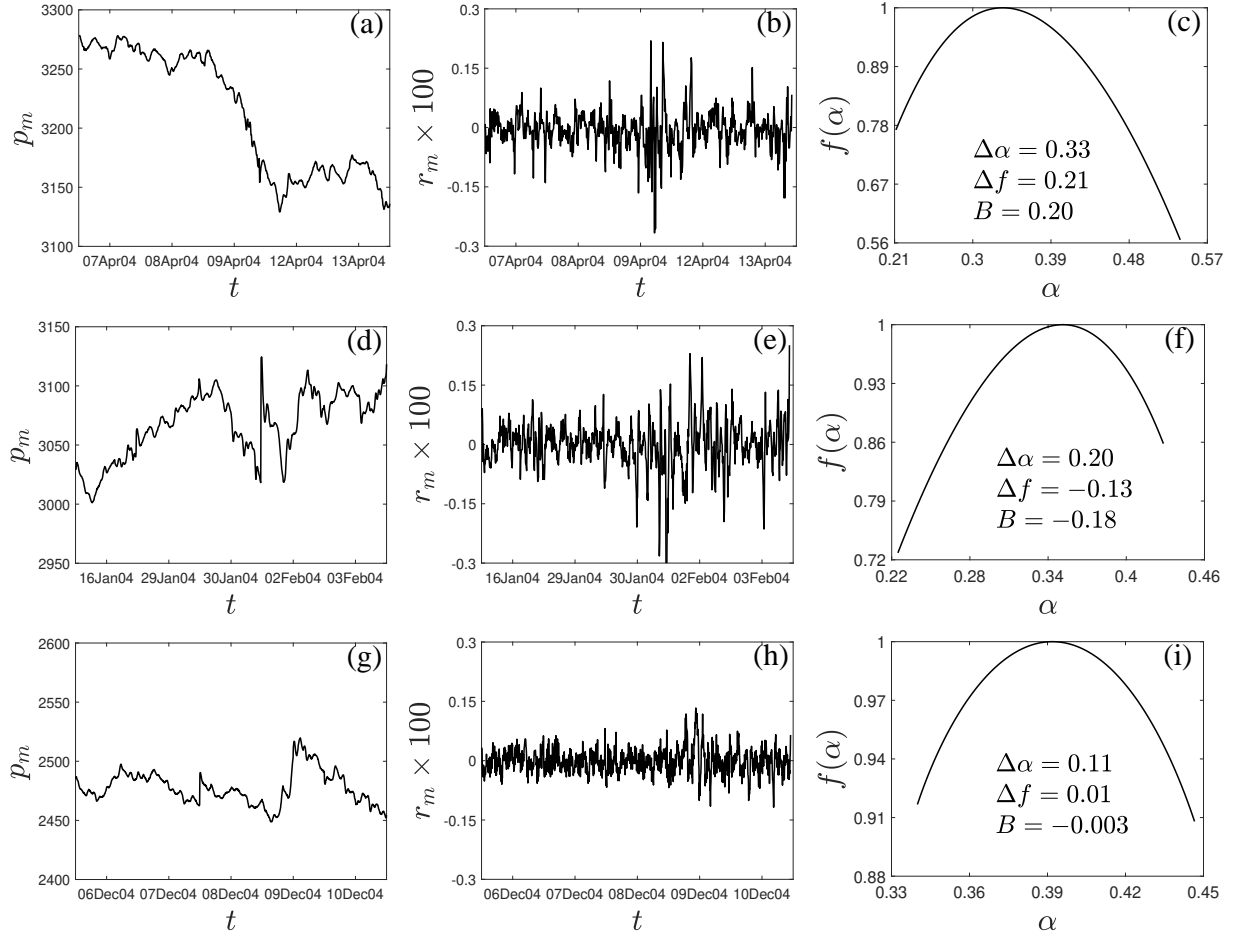 (a)
3300
3250
3200
3150
3100
p_m
07Apr04 08Apr04 09Apr04 12Apr04 13Apr04
t
(b)
0.3
0.15
0
-0.15
-0.3
r_m × 100
07Apr04 08Apr04 09Apr04 12Apr04 13Apr04
t
(c)
1
0.89
0.78
0.67
0.56
f(α)
Δα = 0.33
Δf = 0.21
B = 0.20
0.21 0.3 0.39 0.48 0.57
α
(d)
3150
3100
3050
3000
2950
p_m
16Jan04 29Jan04 30Jan04 02Feb04 03Feb04
t
(e)
0.3
0.15
0
-0.15
-0.3
r_m × 100
16Jan04 29Jan04 30Jan04 02Feb04 03Feb04
t
(f)
1
0.93
0.86
0.79
0.72
f(α)
Δα = 0.20
Δf = −0.13
B = −0.18
0.22 0.28 0.34 0.4 0.46
α
(g)
2600
2550
2500
2450
2400
p_m
06Dec04 07Dec04 08Dec04 09Dec04 10Dec04
t
(h)
0.3
0.15
0
-0.15
-0.3
r_m × 100
06Dec04 07Dec04 08Dec04 09Dec04 10Dec04
t
(i)
1
0.97
0.94
0.91
0.88
f(α)
Δα = 0.11
Δf = 0.01
B = −0.003
0.33 0.36 0.39 0.42 0.45
α